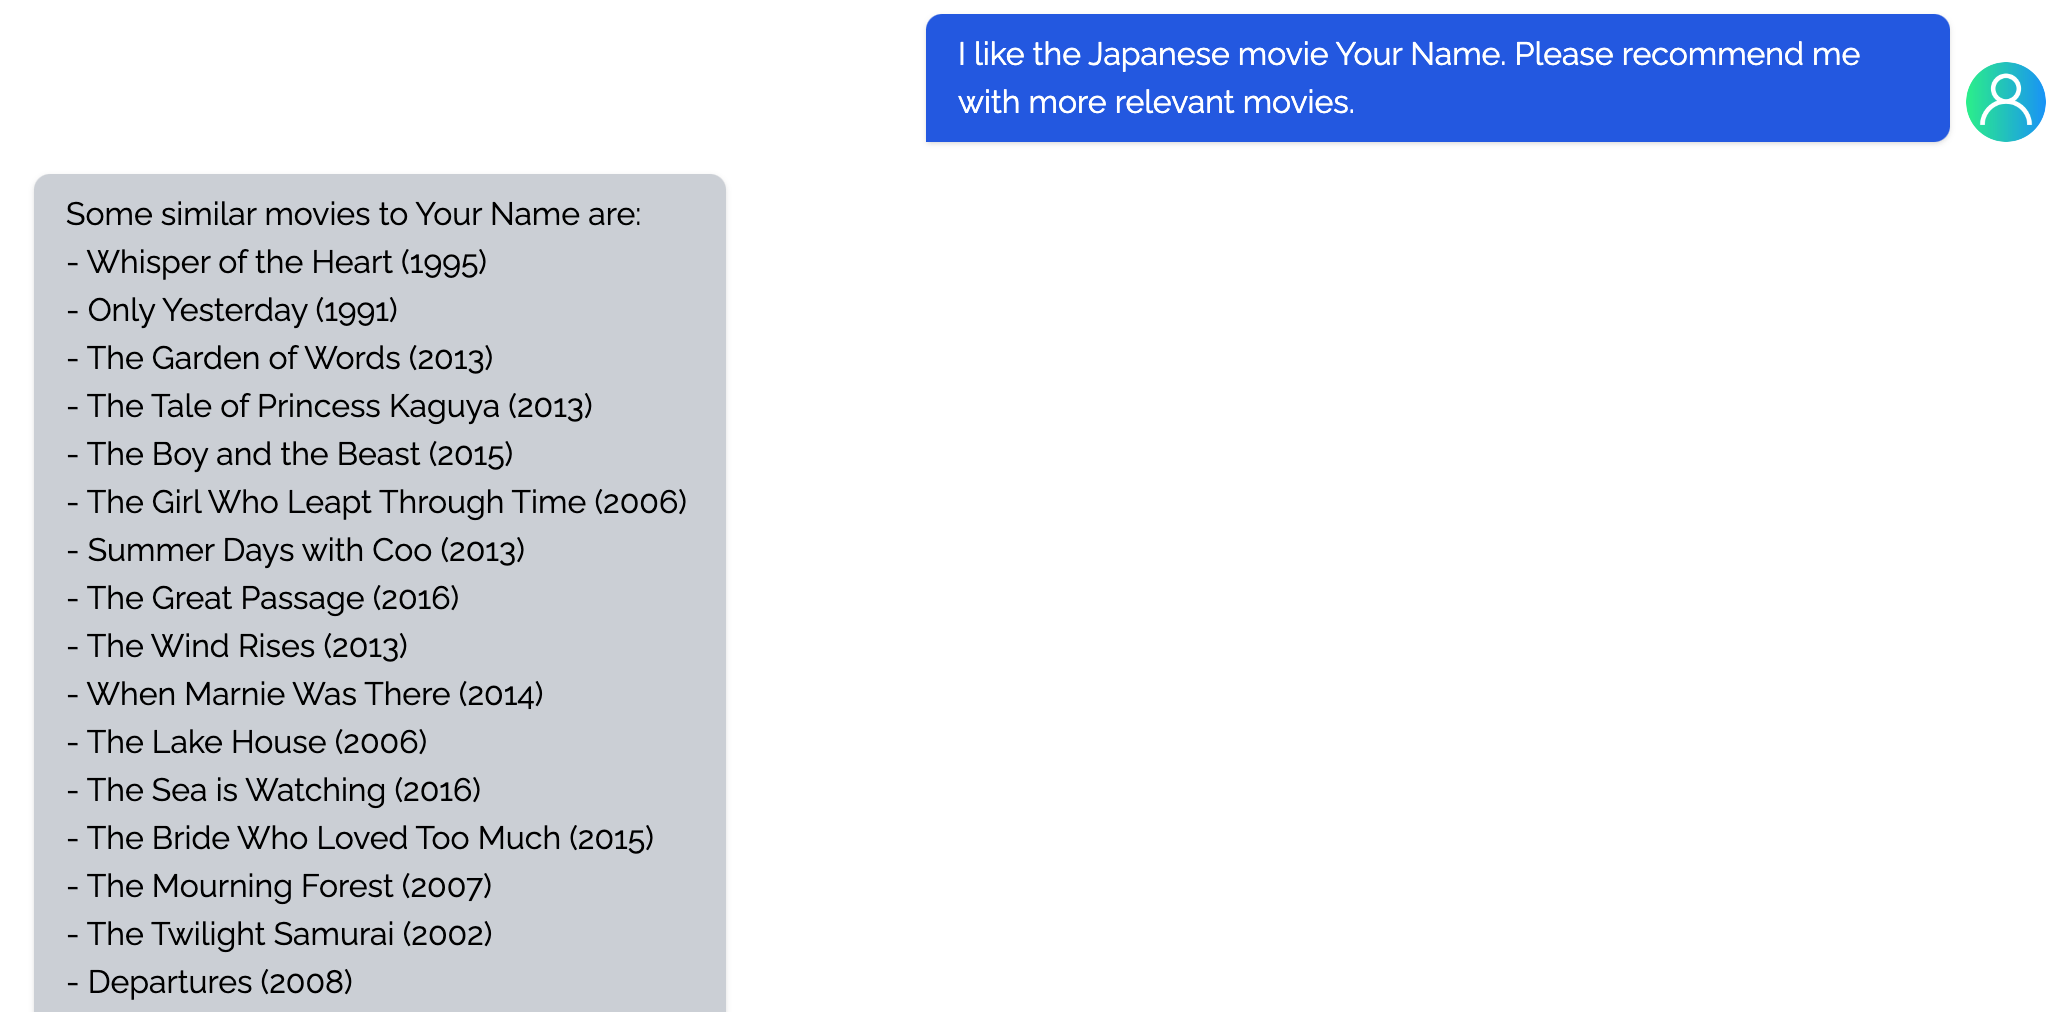 I like the Japanese movie Your Name. Please recommend me
with more relevant movies.
Some similar movies to Your Name are:
- Whisper of the Heart (1995)
- Only Yesterday (1991)
- The Garden of Words (2013)
- The Tale of Princess Kaguya (2013)
- The Boy and the Beast (2015)
- The Girl Who Leapt Through Time (2006)
- Summer Days with Coo (2013)
- The Great Passage (2016)
- The Wind Rises (2013)
- When Marnie Was There (2014)
- The Lake House (2006)
- The Sea is Watching (2016)
- The Bride Who Loved Too Much (2015)
- The Mourning Forest (2007)
- The Twilight Samurai (2002)
- Departures (2008)